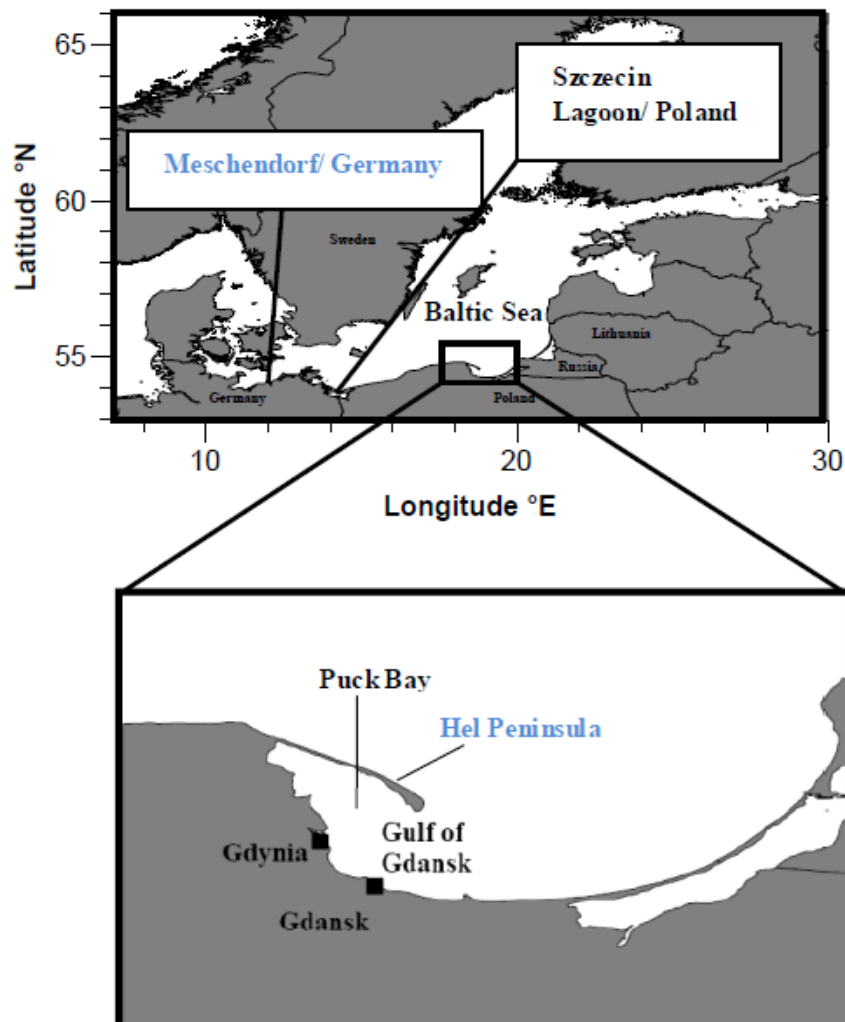 65
Szczecin
Lagoon/ Poland
Meschendorf/ Germany
Latitude °N
60
Sweden
Baltic Sea
Lithuania
55
Russia
Germany
Poland
10
20
30
Longitude °E
Puck Bay
Hel Peninsula
Gulf of
Gdansk
Gdynia
Gdansk